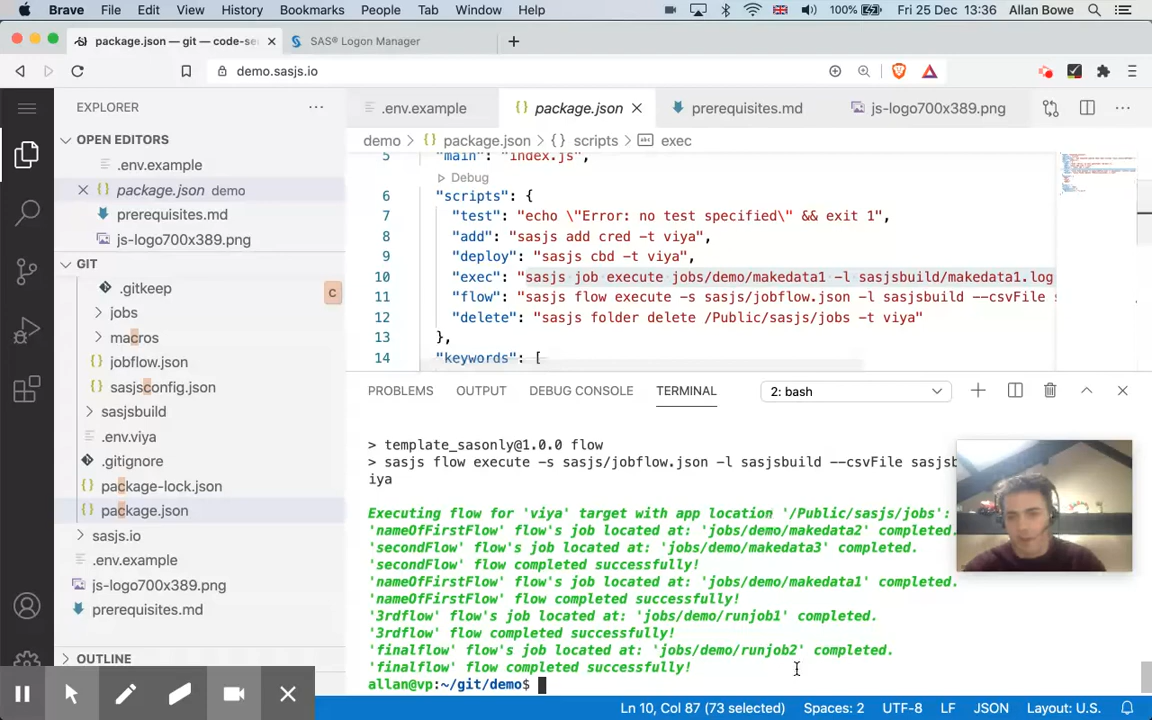 Brave File Edit View History Bookmarks People Tab Window Help 100% Fri 25 Dec 13:36 Allan Bowe
package.json — git — code-se
SAS® Logon Manager
demo.sasjs.io
EXPLORER
.env.example
package.json
prerequisites.md
js-logo700x389.png
OPEN EDITORS
.env.example
package.json demo
prerequisites.md
js-logo700x389.png
GIT
.gitkeep
C
jobs
macros
jobflow.json
sasjsconfig.json
sasjsbuild
.env.viya
.gitignore
package-lock.json
package.json
sasjs.io
.env.example
js-logo700x389.png
prerequisites.md
OUTLINE
demo package.json scripts exec
5 "main": "index.js",
Debug
6 "scripts": {
7 "test": "echo \"Error: no test specified\" && exit 1",
8 "add": "sasjs add cred -t viya",
9 "deploy": "sasjs cbd -t viya",
10 "exec": "sasjs job execute jobs/demo/makedata1 -l sasjsbuild/makedata1.log
11 "flow": "sasjs flow execute -s sasjs/jobflow.json -l sasjsbuild --csvFile s
12 "delete": "sasjs folder delete /Public/sasjs/jobs -t viya"
13 },
14 "keywords": [
PROBLEMS OUTPUT DEBUG CONSOLE TERMINAL 2: bash
> template_sasonly@1.0.0 flow
> sasjs flow execute -s sasjs/jobflow.json -l sasjsbuild --csvFile sasjsb
iya
Executing flow for 'viya' target with app location '/Public/sasjs/jobs':
'nameOfFirstFlow' flow's job located at: 'jobs/demo/makedata2' completed.
'secondFlow' flow's job located at: 'jobs/demo/makedata3' completed.
'secondFlow' flow completed successfully!
'nameOfFirstFlow' flow's job located at: 'jobs/demo/makedata1' completed.
'nameOfFirstFlow' flow completed successfully!
'3rdflow' flow's job located at: 'jobs/demo/runjob1' completed.
'3rdflow' flow completed successfully!
'finalflow' flow's job located at: 'jobs/demo/runjob2' completed.
'finalflow' flow completed successfully!
allan@vp:~/git/demo$
Ln 10, Col 87 (73 selected) Spaces: 2 UTF-8 LF JSON Layout: U.S.